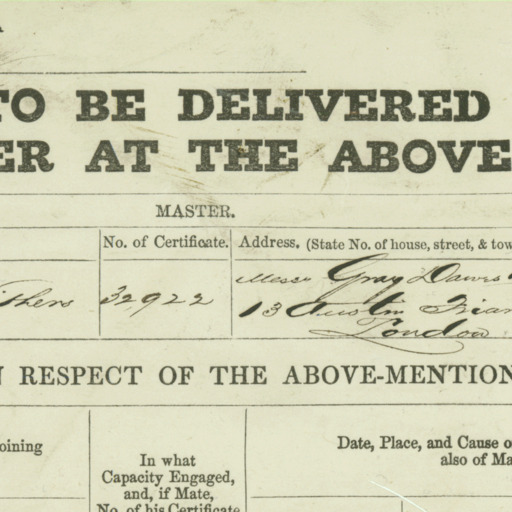 TO BE DELIVERED
ER AT THE ABOVE
MASTER.
No. of Certificate.
Address. (State No. of house, street, & tow
thers
32922
Messrs Gray Dawes
13 Austin Friar
London
N RESPECT OF THE ABOVE-MENTION
oining
In what
Capacity Engaged,
and, if Mate,
No. of his Certificate
Date, Place, and Cause o
also of Ma